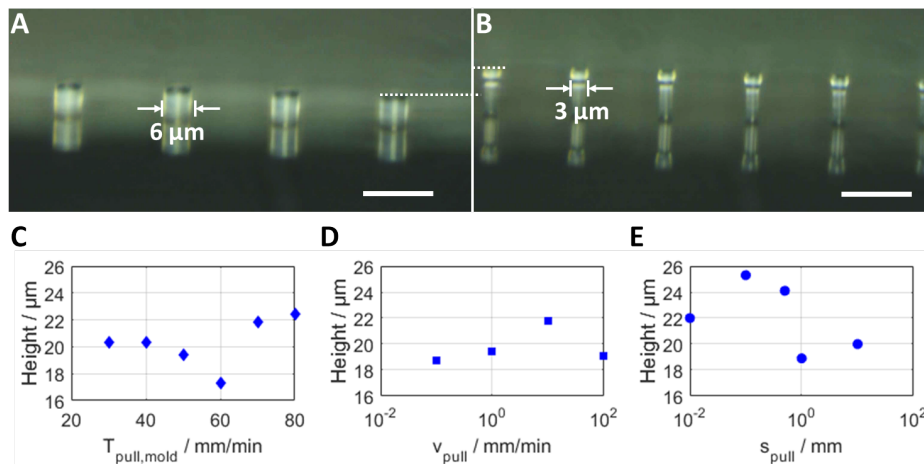 A
B
6 µm
3 µm
C
D
E
Height / µm
26
24
22
20
18
16
20
40
60
80
T_pull,mold / mm/min
Height / µm
26
24
22
20
18
16
10^-2
10^0
10^2
v_pull / mm/min
Height / µm
26
24
22
20
18
16
10^-2
10^0
10^2
s_pull / mm